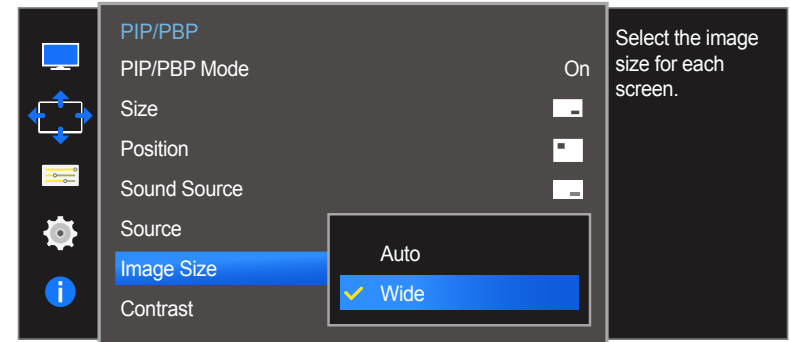 PIP/PBP
PIP/PBP Mode On
Size
Position
Sound Source
Source
Image Size
Contrast
Auto
Wide
Select the image
size for each
screen.